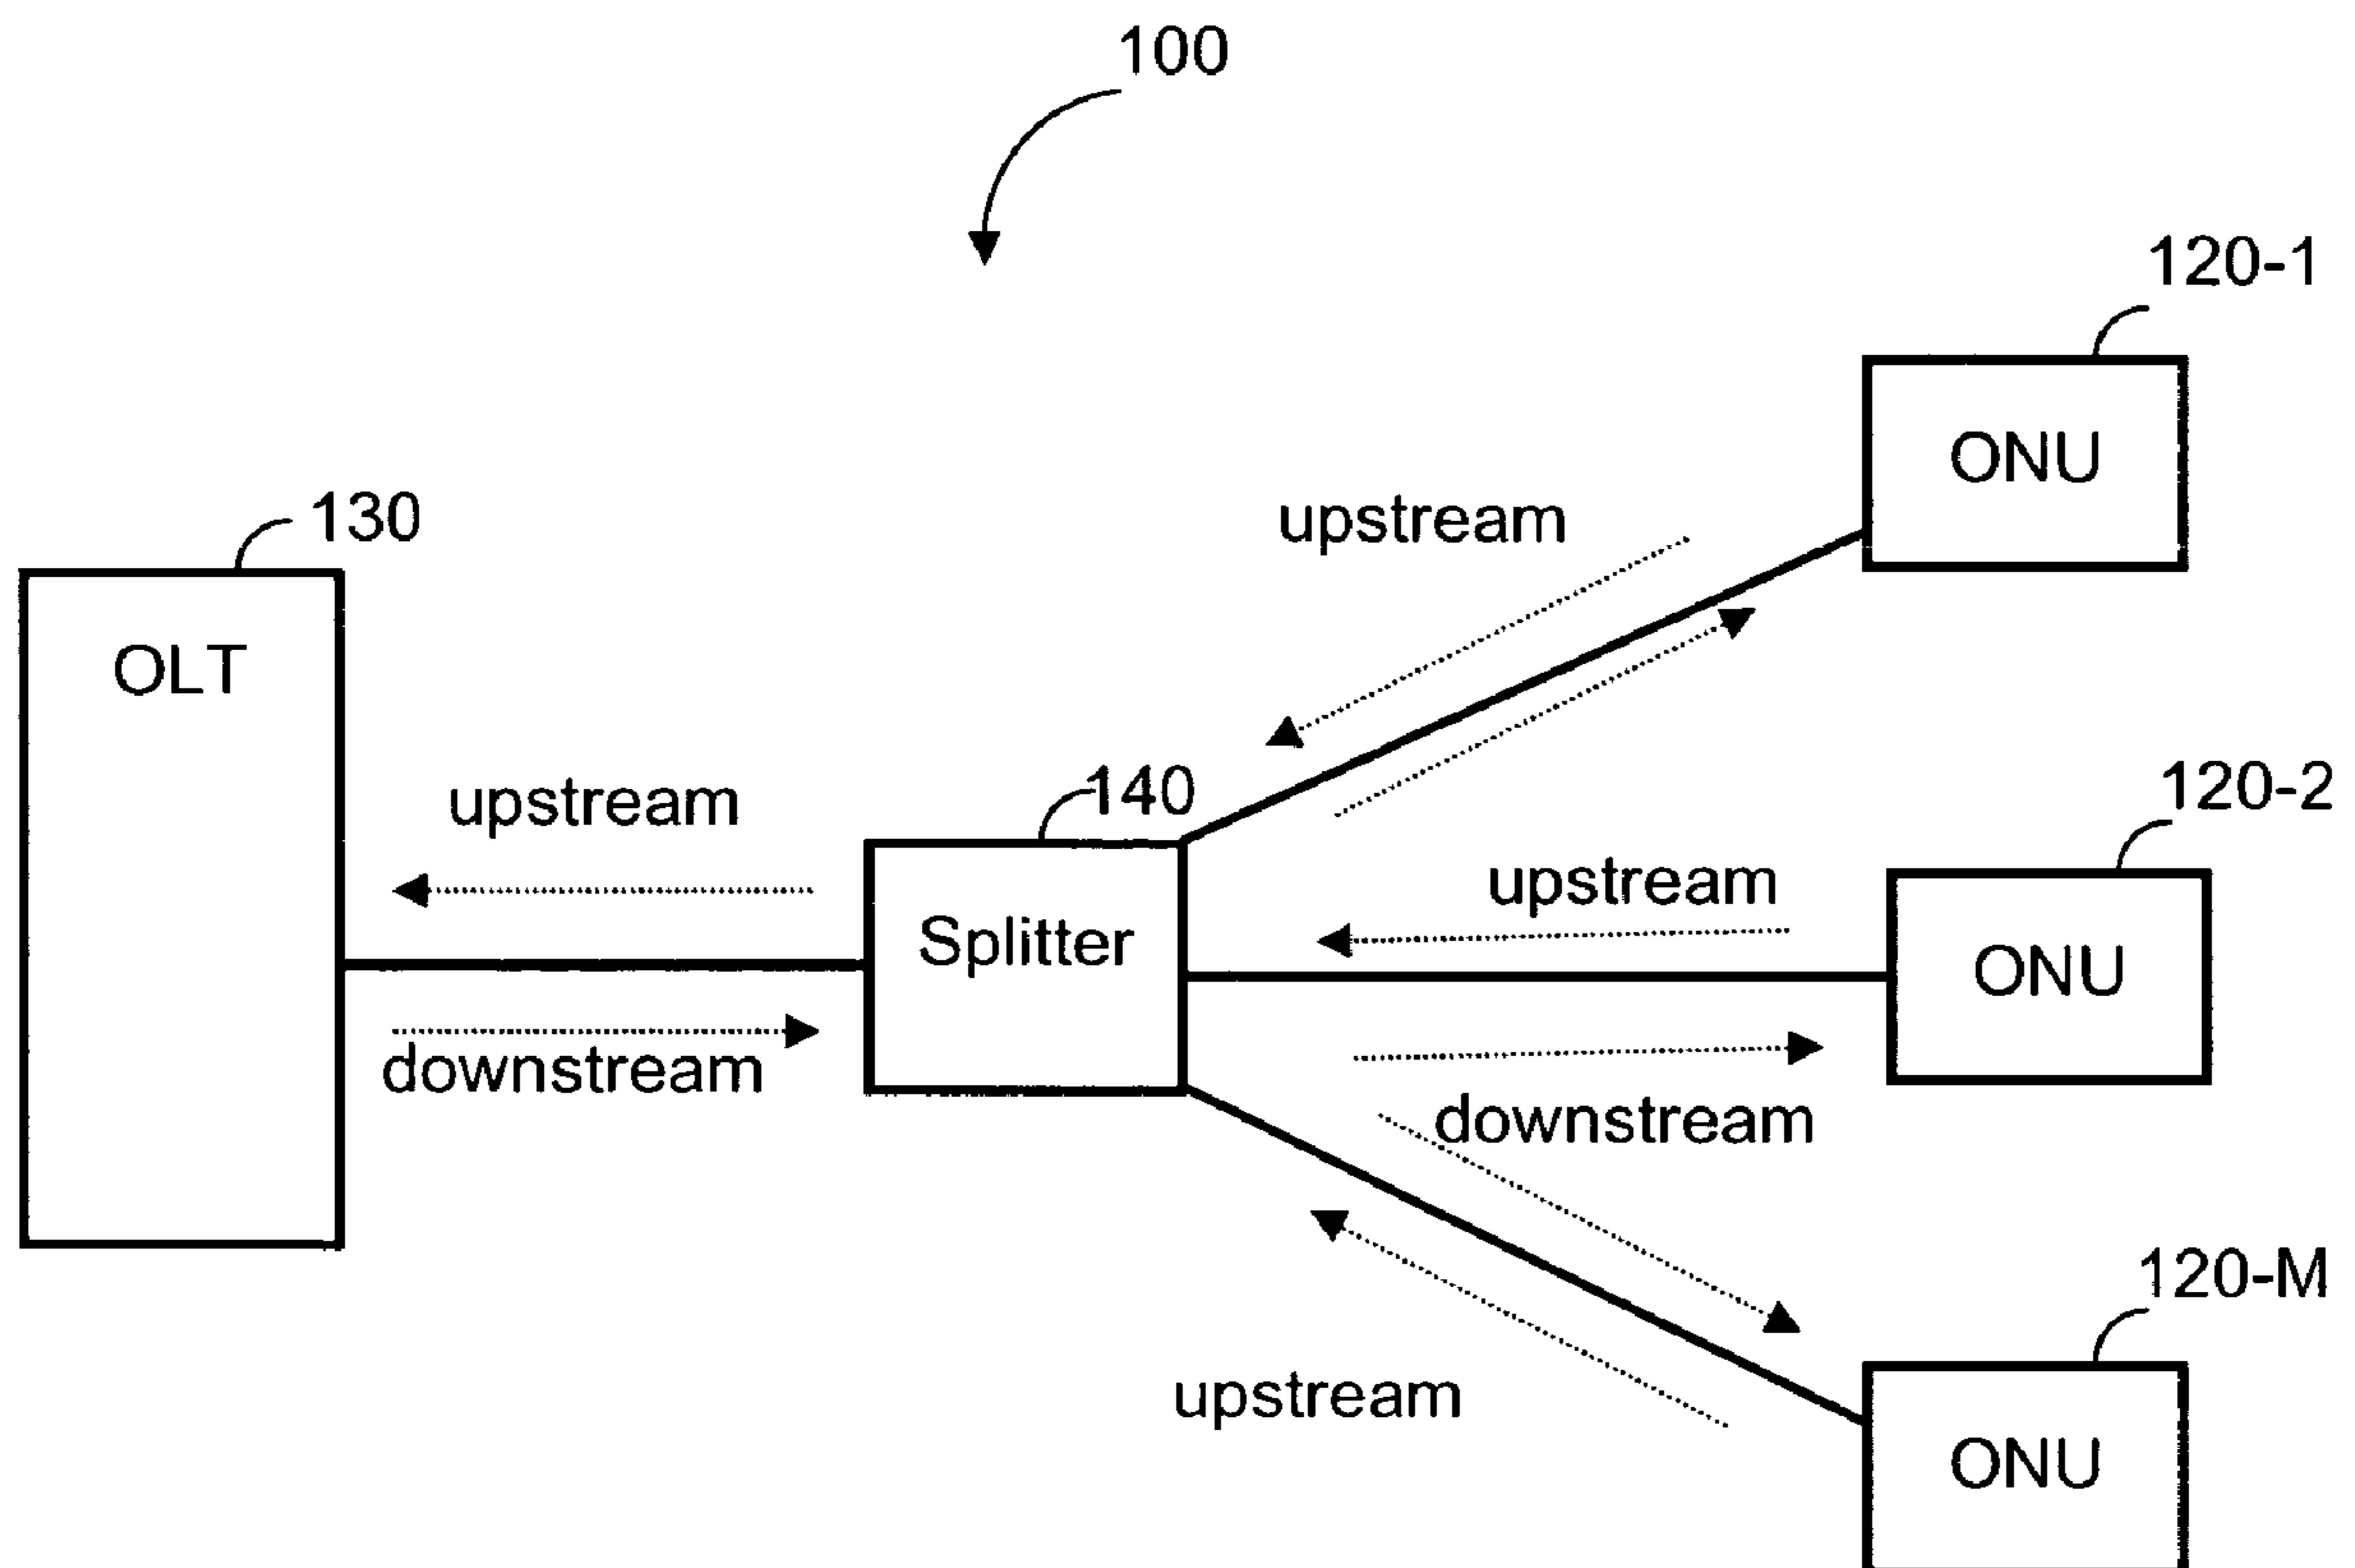 100
120-1
ONU
upstream
130
OLT
120-2
140
upstream
upstream
Splitter
ONU
downstream
downstream
120-M
upstream
ONU